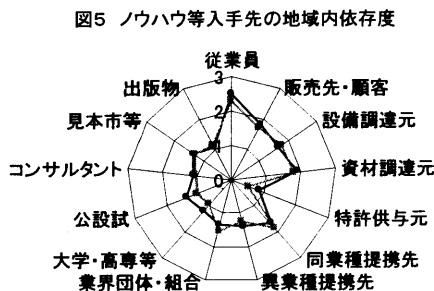 図5 ノウハウ等入手先の地域内依存度
従業員
出版物
販売先・顧客
見本市等
設備調達元
コンサルタント
資材調達元
公設試
特許供与元
大学・高専等
同業種提携先
業界団体・組合
異業種提携先
3
2
1
0